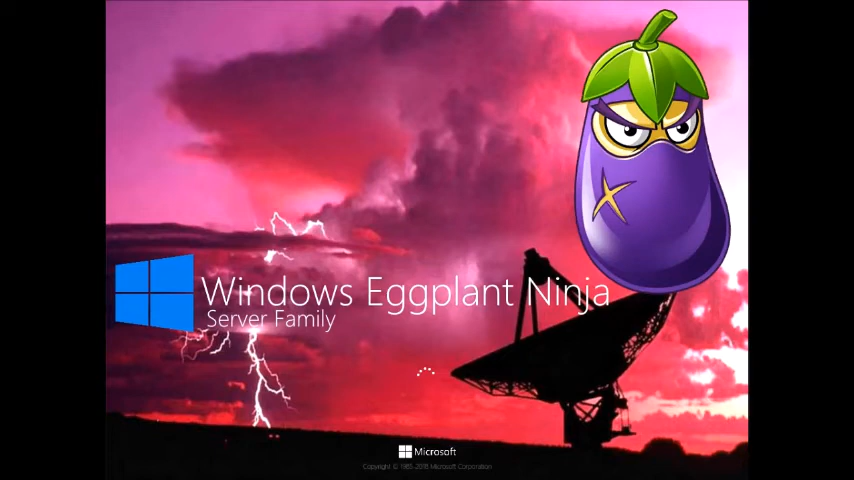 Windows Eggplant Ninja
Server Family
Microsoft
Copyright © 1985-2018 Microsoft Corporation